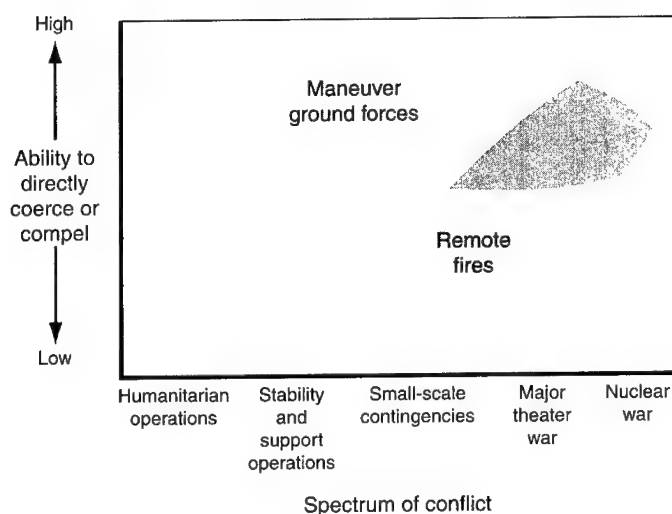 High
Ability to
directly
coerce or
compel
Low
Maneuver
ground forces
Remote
fires
Humanitarian
operations
Stability
and
support
operations
Small-scale
contingencies
Major
theater
war
Nuclear
war
Spectrum of conflict